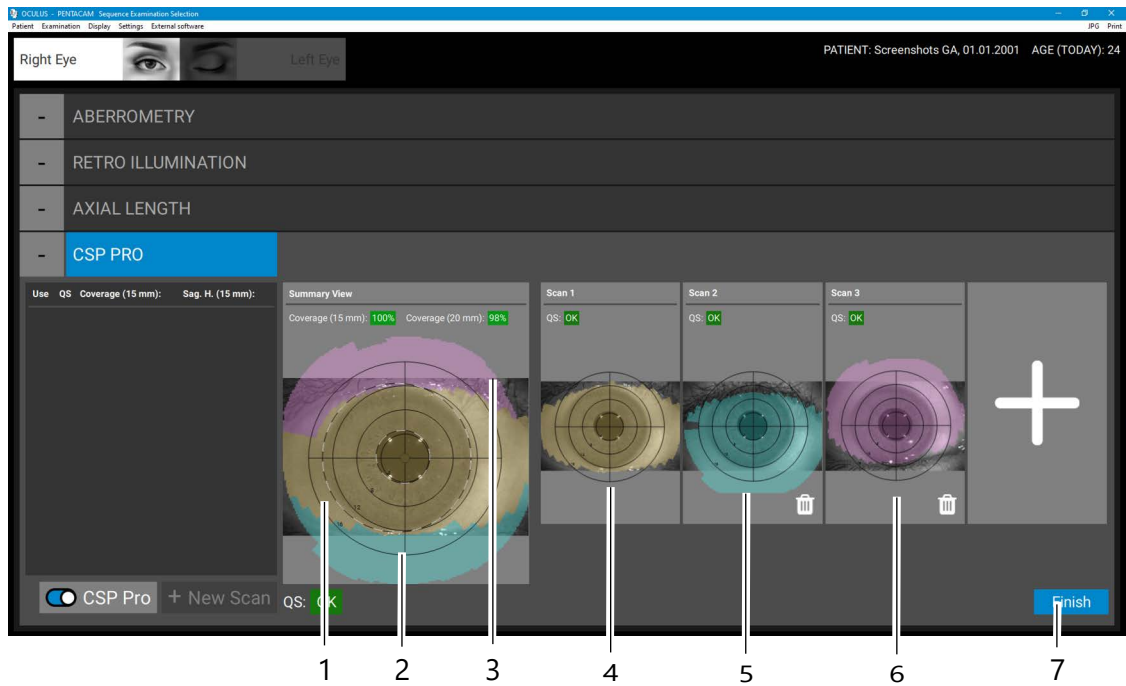 OCULUS - PENTACAM Sequence Examination Selection
Patient Examination Display Settings External software JPG Print
Right Eye Left Eye PATIENT: Screenshots GA, 01.01.2001 AGE (TODAY): 24
- ABERROMETRY
- RETRO ILLUMINATION
- AXIAL LENGTH
- CSP PRO
Use QS Coverage (15 mm): Sag. H. (15 mm):
Summary View
Coverage (15 mm): 100% Coverage (20 mm): 98%
Scan 1
QS: OK
Scan 2
QS: OK
Scan 3
QS: OK
8
12
16
CSP Pro + New Scan QS: OK Finish
1 2 3 4 5 6 7